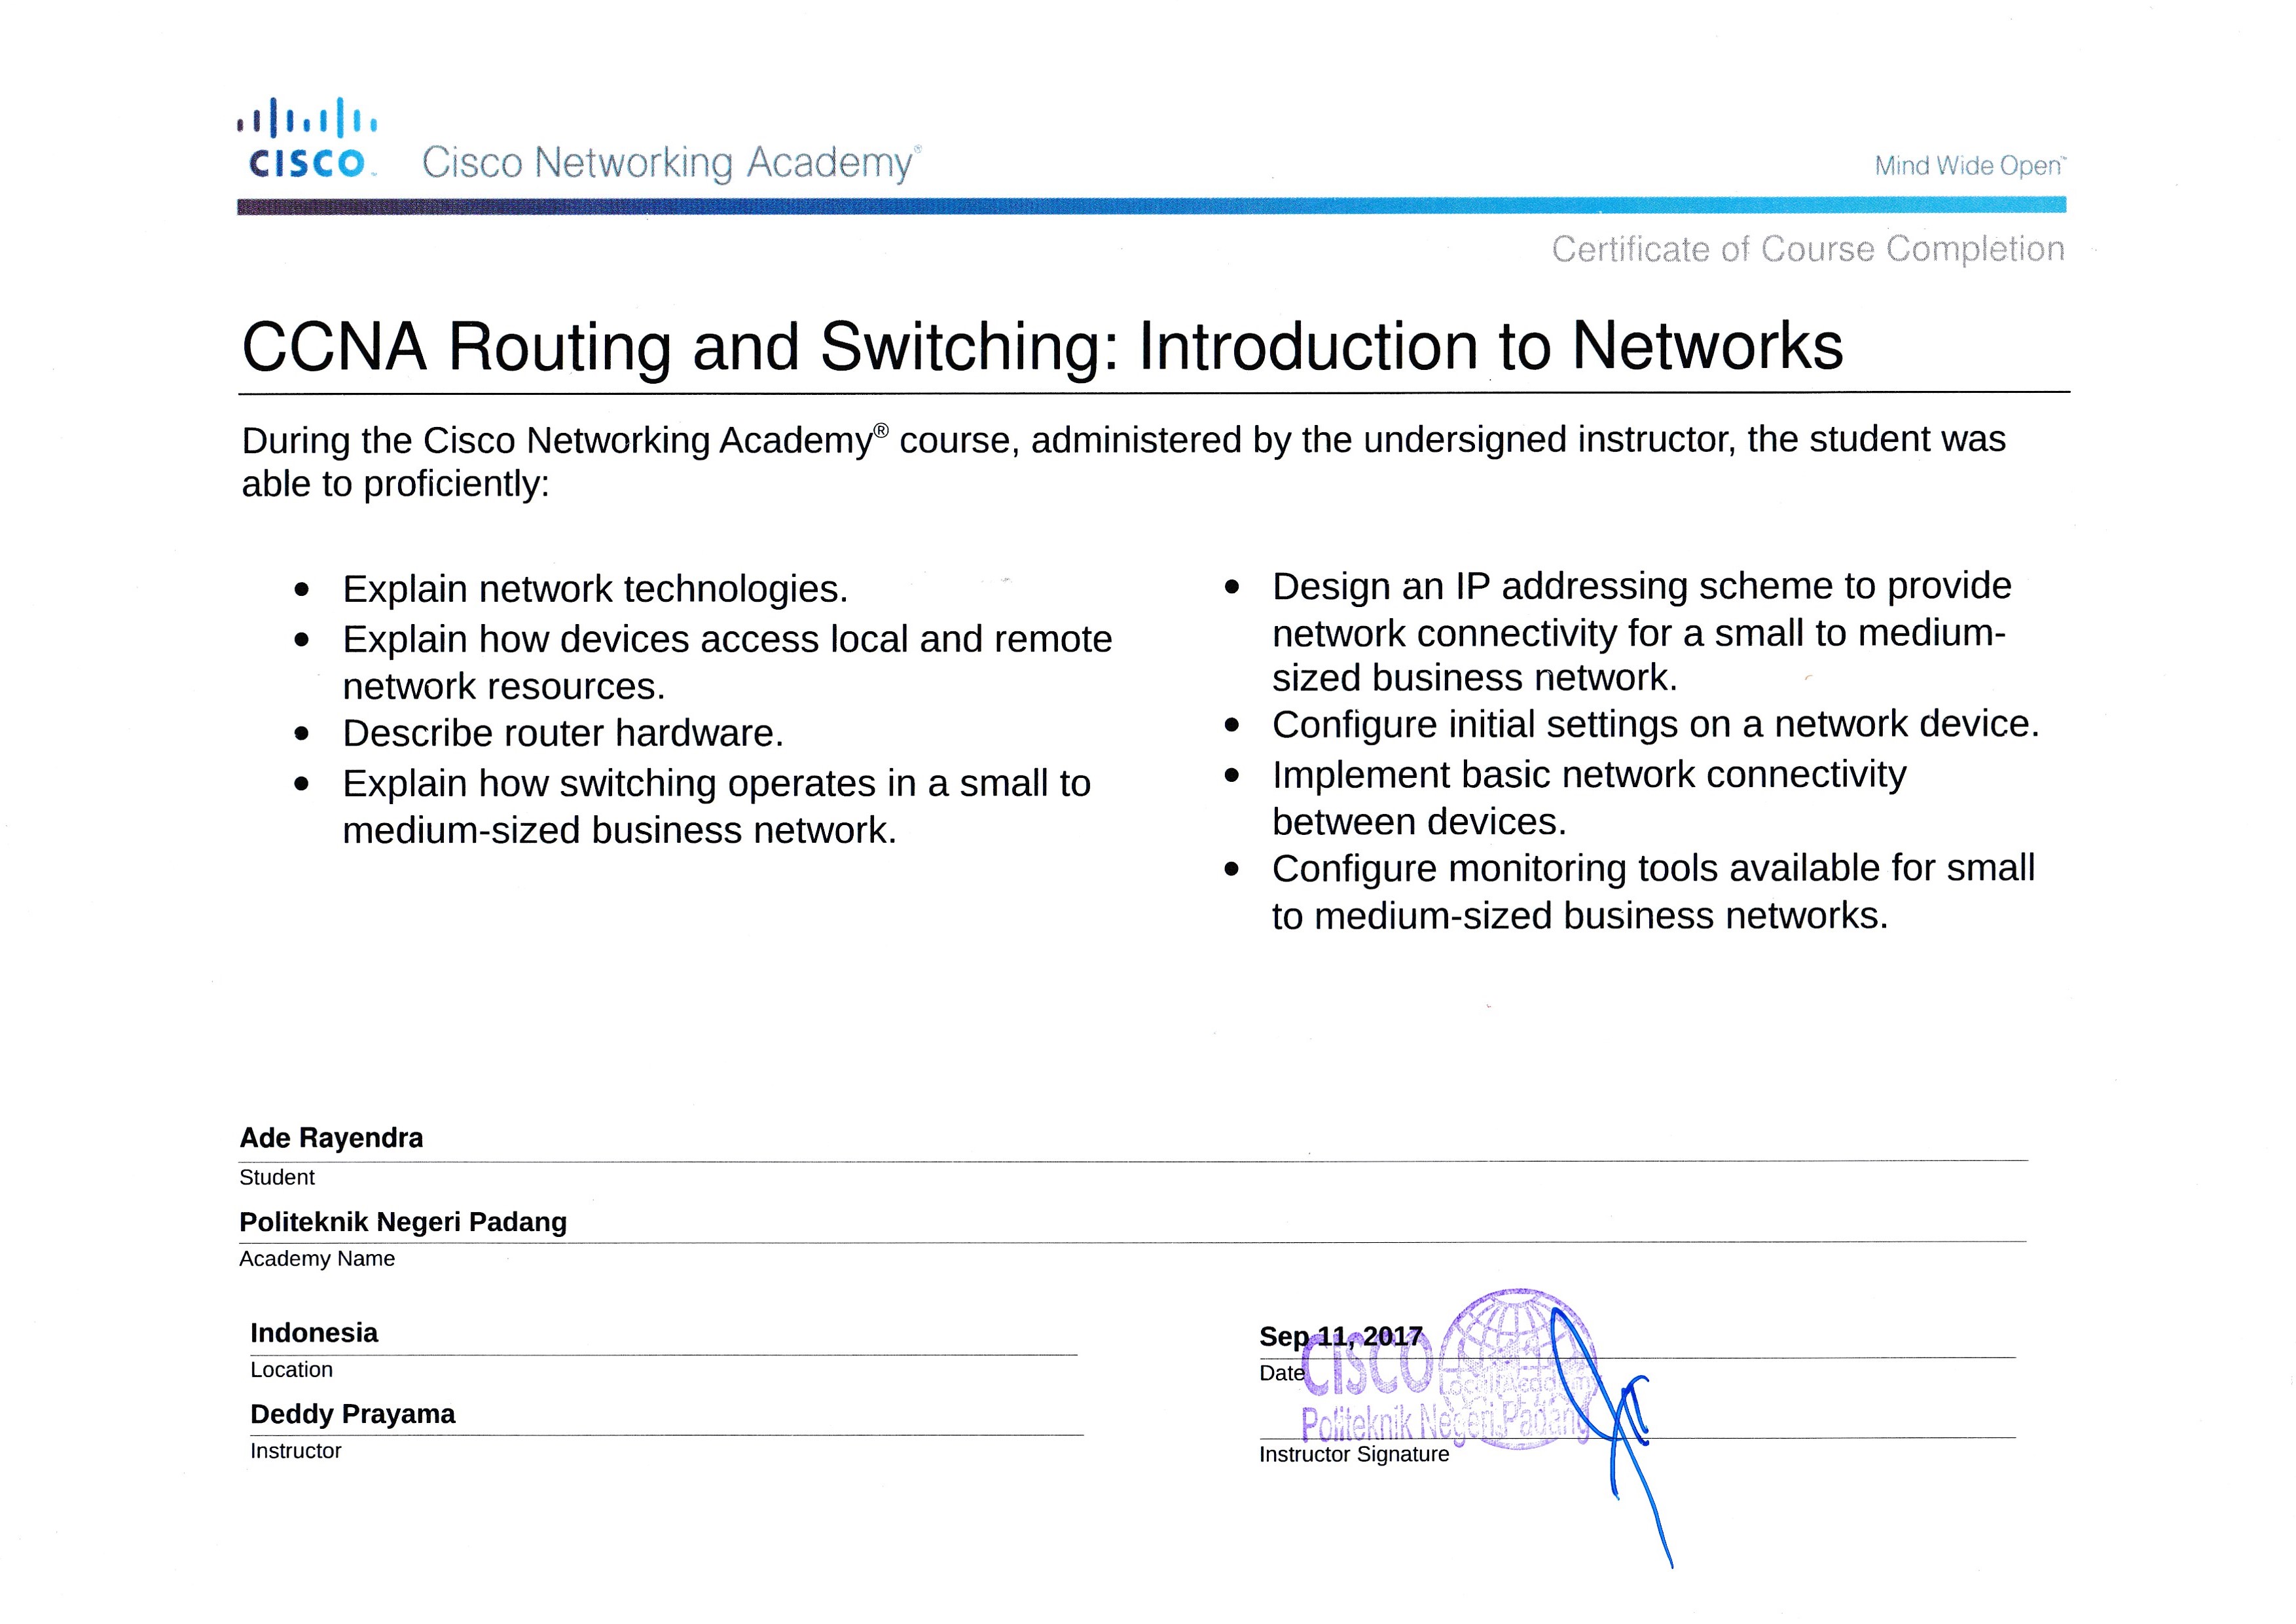 CISCO
Cisco Networking Academy®
Mind Wide Open™
Certificate of Course Completion
CCNA Routing and Switching: Introduction to Networks
During the Cisco Networking Academy® course, administered by the undersigned instructor, the student was
able to proficiently:
• Explain network technologies.
• Explain how devices access local and remote
network resources.
• Describe router hardware.
• Explain how switching operates in a small to
medium-sized business network.
• Design an IP addressing scheme to provide
network connectivity for a small to medium-
sized business network.
• Configure initial settings on a network device.
• Implement basic network connectivity
between devices.
• Configure monitoring tools available for small
to medium-sized business networks.
Ade Rayendra
Student
Politeknik Negeri Padang
Academy Name
Indonesia
Location
Deddy Prayama
Instructor
Sep 11, 2017
Date
CISCO
Local Academy
Politeknik Negeri Padang
Instructor Signature